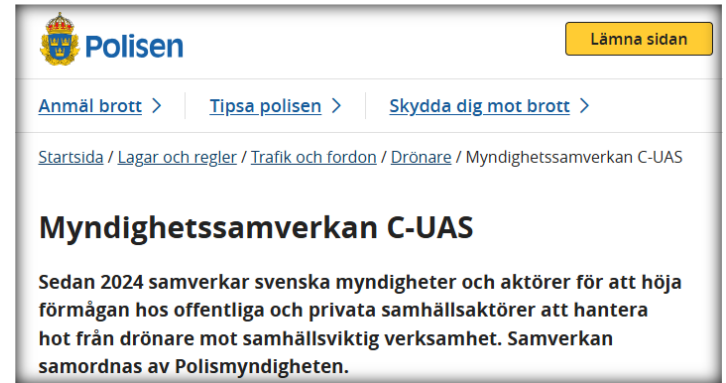 Polisen
Lämna sidan
Anmäl brott >
Tipsa polisen >
Skydda dig mot brott >
Startsida / Lagar och regler / Trafik och fordon / Drönare / Myndighetssamverkan C-UAS
Myndighetssamverkan C-UAS
Sedan 2024 samverkar svenska myndigheter och aktörer för att höja
förmågan hos offentliga och privata samhällsaktörer att hantera
hot från drönare mot samhällsviktig verksamhet. Samverkan
samordnas av Polismyndigheten.